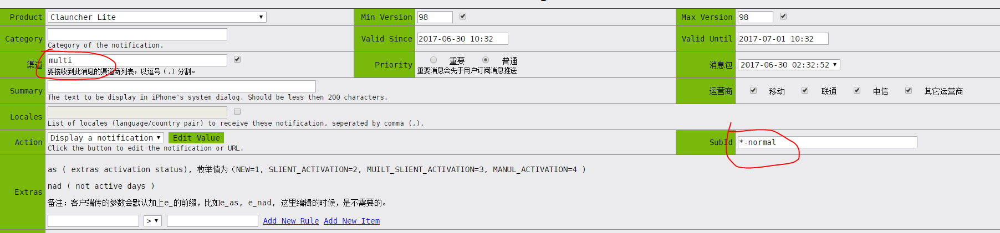 Product Clauncher Lite Min Version 98 Max Version 98
Category
Category of the notification.
Valid Since 2017-06-30 10:32 Valid Until 2017-07-01 10:32
渠道 multi
要接收到此消息的渠道商列表，以逗号（,）分割。
Priority 重要 普通
重要消息会先于用户订阅消息推送
消息包 2017-06-30 02:32:52
Summary
The text to be display in iPhone's system dialog. Should be less then 200 characters.
运营商 移动 联通 电信 其它运营商
Locales
List of locales (language/country pair) to receive these notification, seperated by comma (,).
Action Display a notification Edit Value
Click the button to edit the notification or URL.
SubId *-normal
Extras
as ( extras activation status), 枚举值为（NEW=1, SLIENT_ACTIVATION=2, MUILT_SLIENT_ACTIVATION=3, MANUL_ACTIVATION=4 )
nad ( not active days )
备注：客户端传的参数会默认加上e_的前缀，比如e_as, e_nad, 这里编辑的时候，是不需要的。
> Add New Rule Add New Item